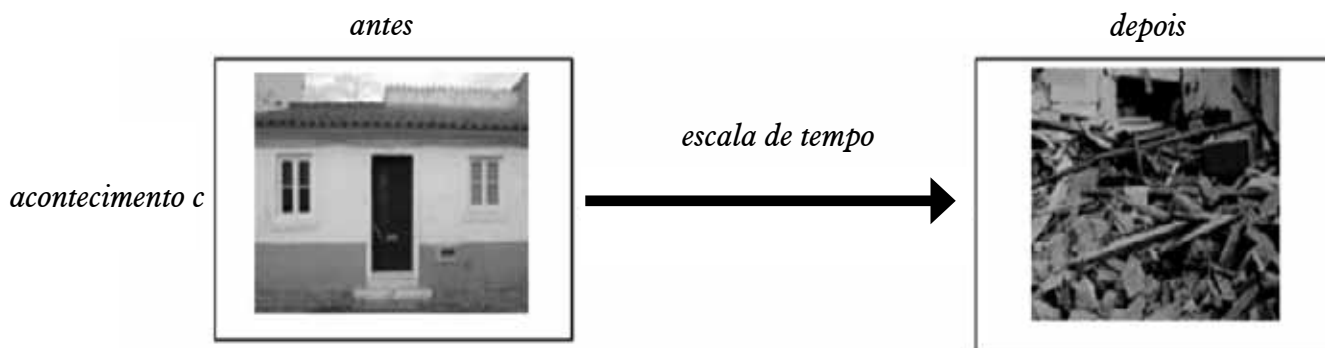 antes
depois
escala de tempo
acontecimento c